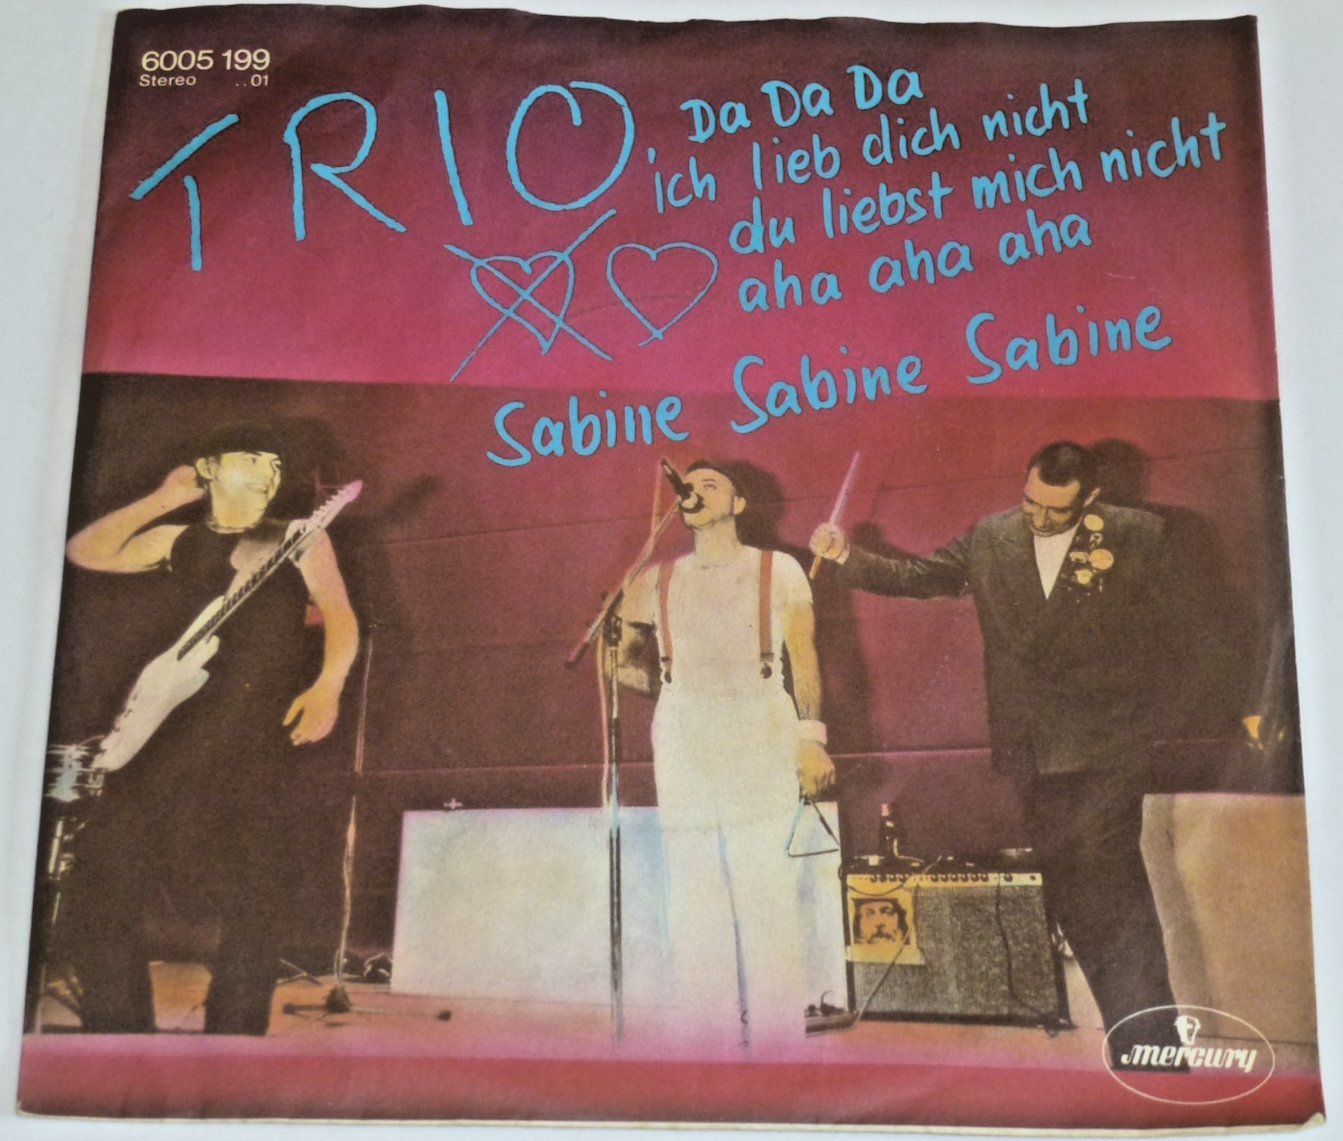 6005 199
Stereo ..01
TRIO
Da Da Da
ich lieb dich nicht
du liebst mich nicht
aha aha aha
Sabine Sabine Sabine
mercury